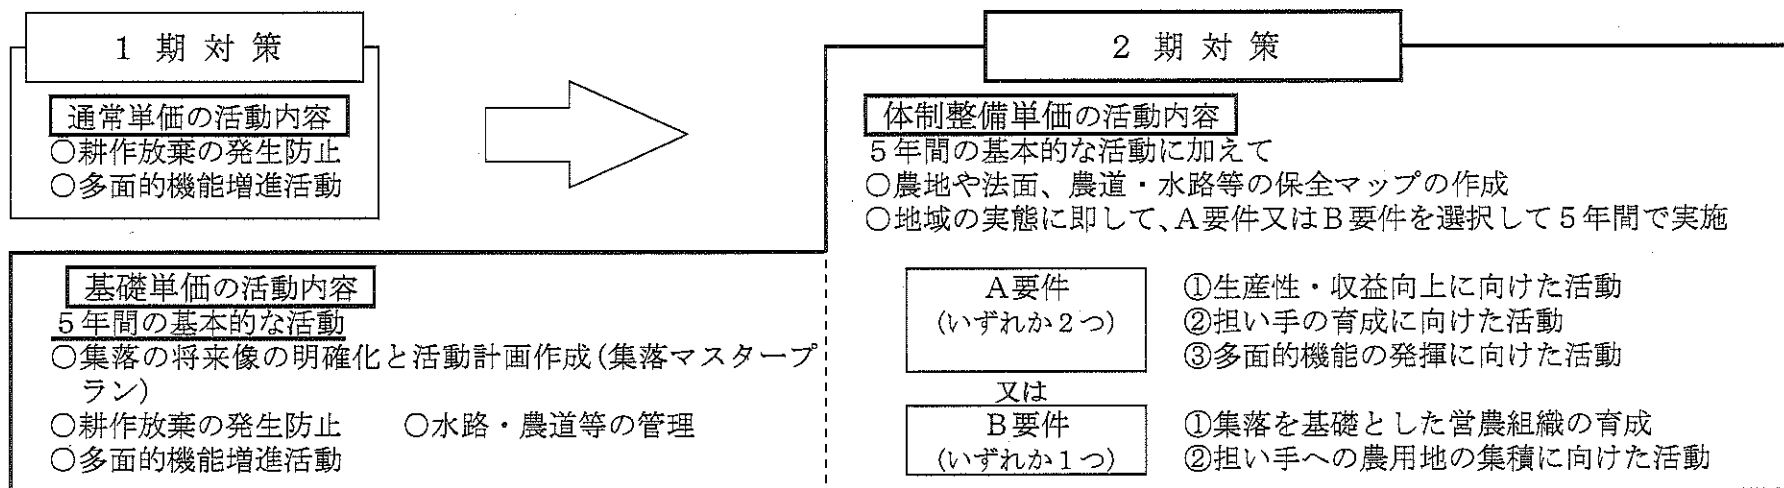 1期対策
通常単価の活動内容
○耕作放棄の発生防止
○多面的機能増進活動
2期対策
体制整備単価の活動内容
5年間の基本的な活動に加えて
○農地や法面、農道・水路等の保全マップの作成
○地域の実態に即して、A要件又はB要件を選択して5年間で実施
基礎単価の活動内容
5年間の基本的な活動
○集落の将来像の明確化と活動計画作成(集落マスタープ
ラン)
○耕作放棄の発生防止 ○水路・農道等の管理
○多面的機能増進活動
A要件
(いずれか2つ)
①生産性・収益向上に向けた活動
②担い手の育成に向けた活動
③多面的機能の発揮に向けた活動
又は
B要件
(いずれか1つ)
①集落を基礎とした営農組織の育成
②担い手への農用地の集積に向けた活動